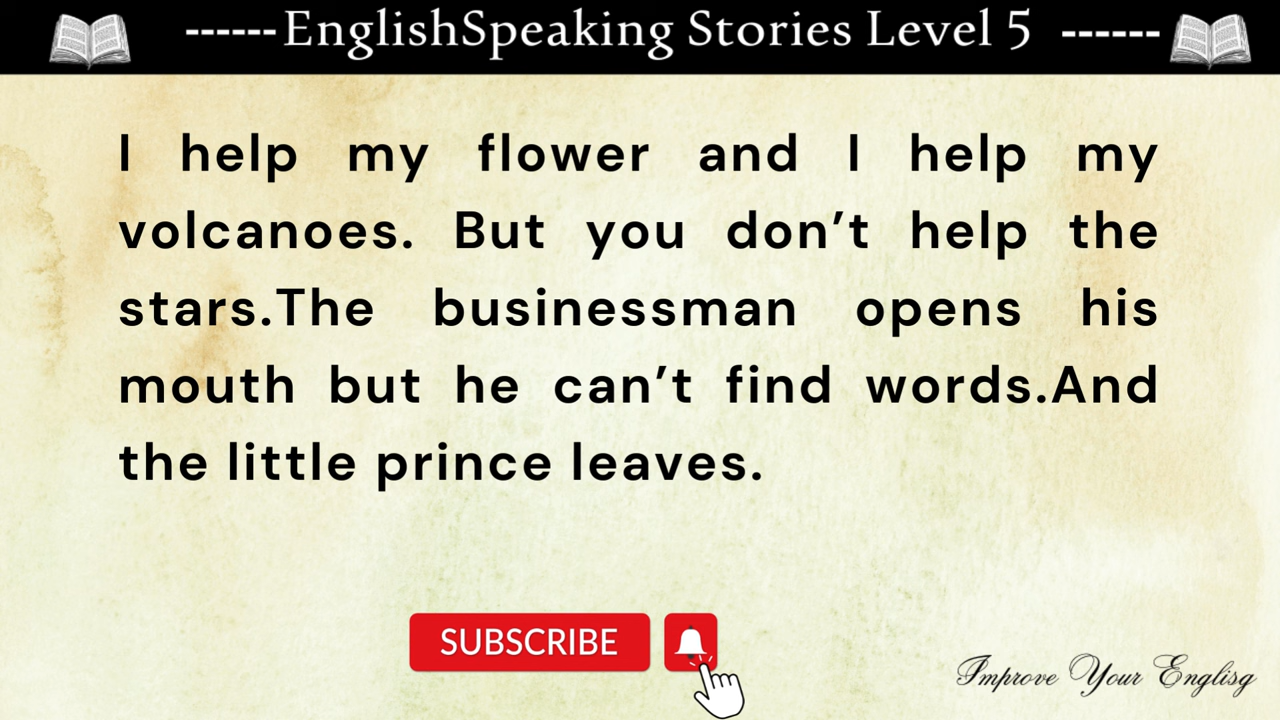 ------EnglishSpeaking Stories Level 5 ------
I help my flower and I help my
volcanoes. But you don’t help the
stars.The businessman opens his
mouth but he can’t find words.And
the little prince leaves.
SUBSCRIBE
Improve Your Englisg